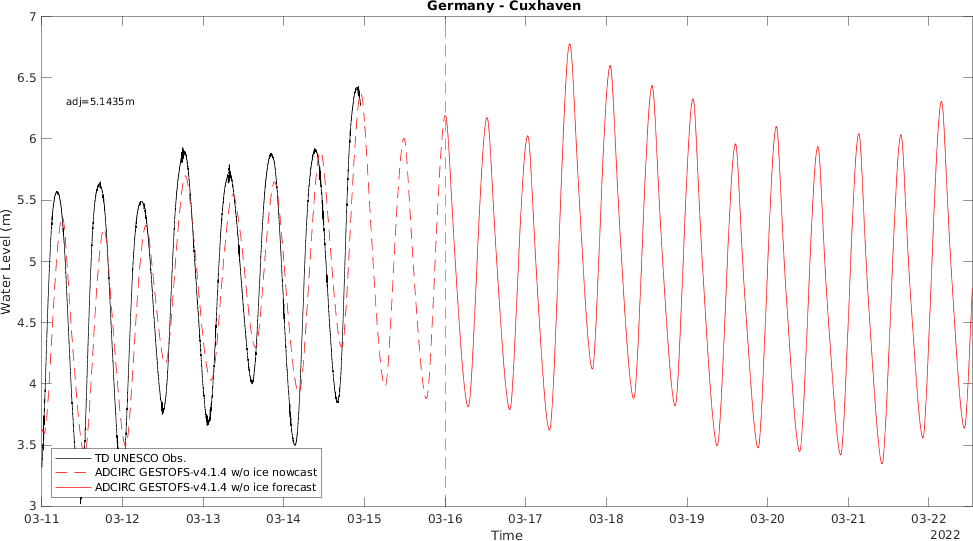 Germany - Cuxhaven
7
6.5
6
5.5
5
4.5
4
3.5
3
Water Level (m)
adj=5.1435m
TD UNESCO Obs.
ADCIRC GESTOFS-v4.1.4 w/o ice nowcast
ADCIRC GESTOFS-v4.1.4 w/o ice forecast
03-11 03-12 03-13 03-14 03-15 03-16 03-17 03-18 03-19 03-20 03-21 03-22
2022
Time